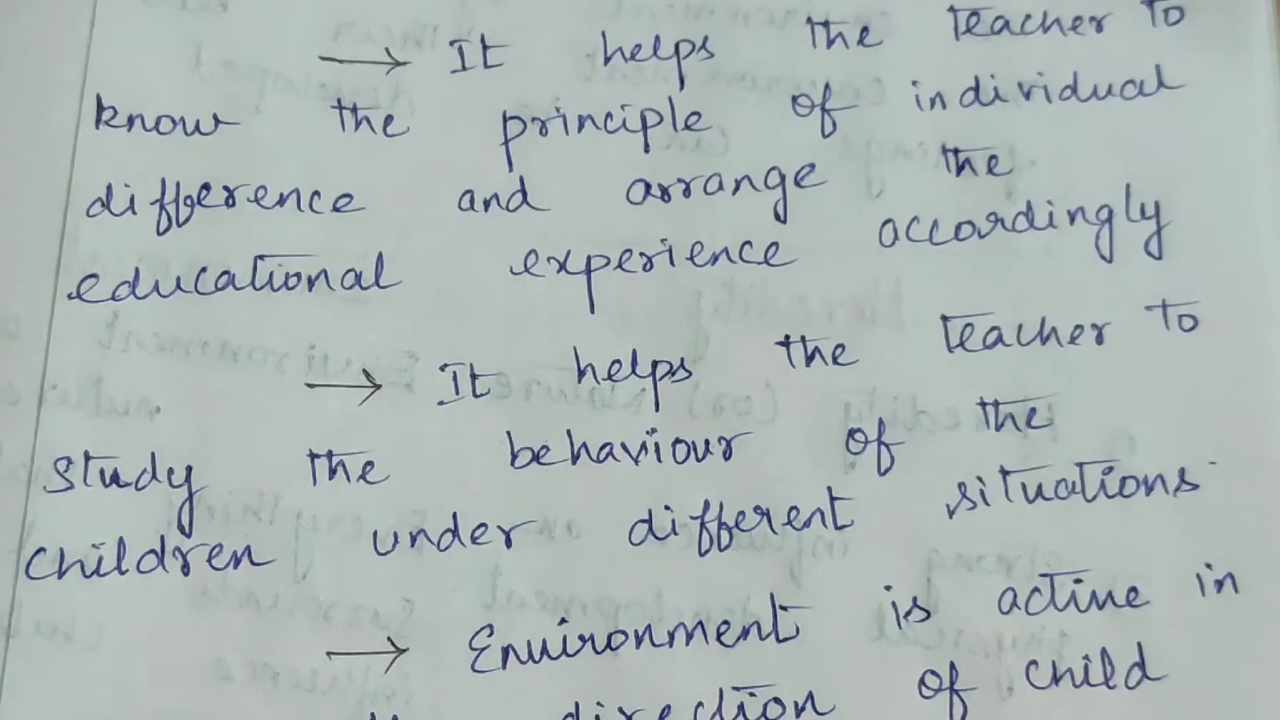 → It helps the teacher to
know the principle of individual
difference and arrange the
educational experience accordingly
→ It helps the teacher to
study the behaviour of the
children under different situations
→ Environment is active in
direction of child